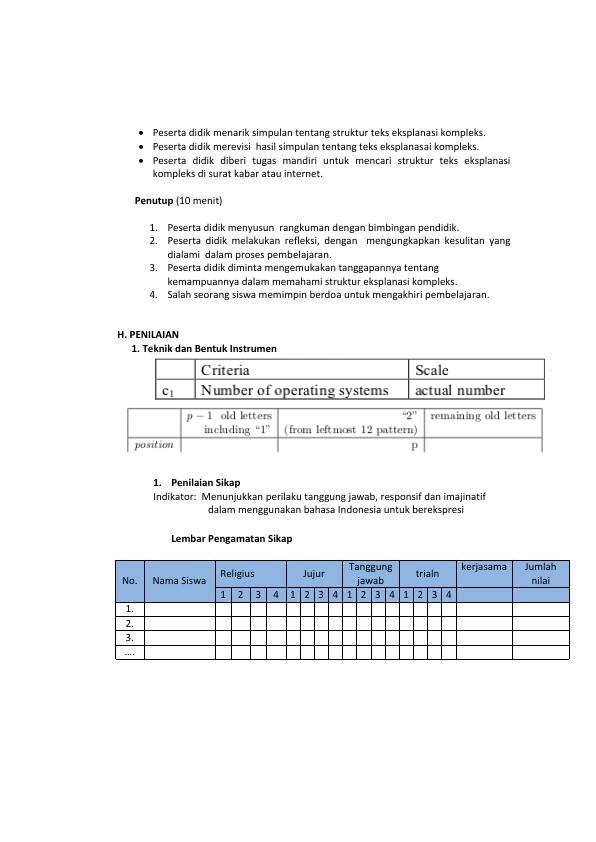 • Peserta didik menarik simpulan tentang struktur teks eksplanasi kompleks.
• Peserta didik merevisi hasil simpulan tentang teks eksplanasai kompleks.
• Peserta didik diberi tugas mandiri untuk mencari struktur teks eksplanasi
kompleks di surat kabar atau internet.
Penutup (10 menit)
1. Peserta didik menyusun rangkuman dengan bimbingan pendidik.
2. Peserta didik melakukan refleksi, dengan mengungkapkan kesulitan yang
dialami dalam proses pembelajaran.
3. Peserta didik diminta mengemukakan tanggapannya tentang
kemampuannya dalam memahami struktur eksplanasi kompleks.
4. Salah seorang siswa memimpin berdoa untuk mengakhiri pembelajaran.
H. PENILAIAN
1. Teknik dan Bentuk Instrumen
Criteria Scale
c1 Number of operating systems actual number
p − 1 old letters "2" remaining old letters
including "1" (from leftmost 12 pattern)
position p
1. Penilaian Sikap
Indikator: Menunjukkan perilaku tanggung jawab, responsif dan imajinatif
dalam menggunakan bahasa Indonesia untuk berekspresi
Lembar Pengamatan Sikap
No. Nama Siswa Religius Jujur Tanggung jawab trialn kerjasama Jumlah nilai
1 2 3 4 1 2 3 4 1 2 3 4 1 2 3 4
1.
2.
3.
....